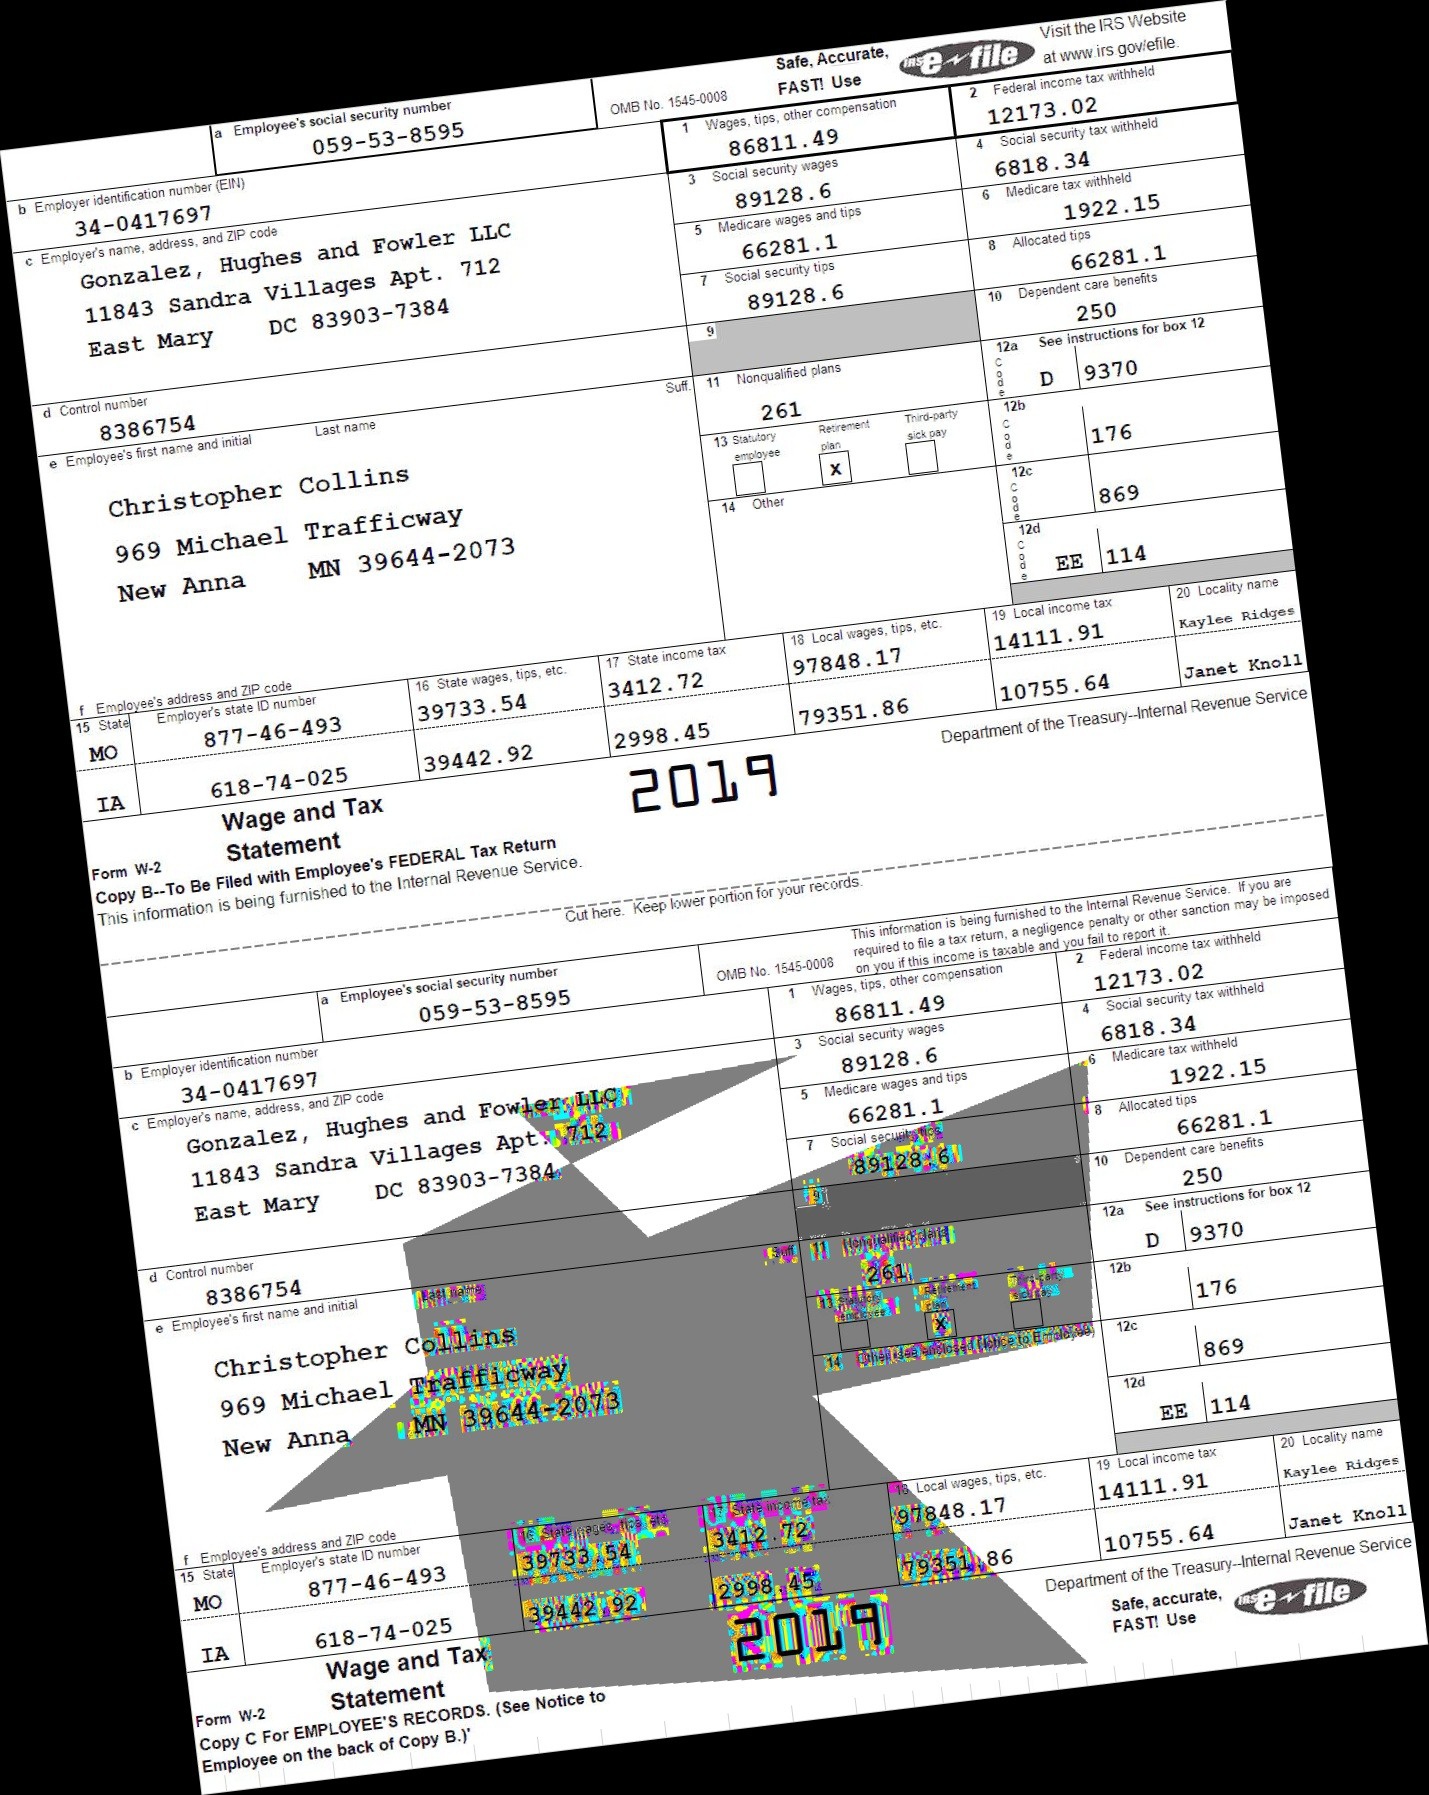 Safe, Accurate,
FAST! Use
IRS e~file
Visit the IRS Website
at www.irs.gov/efile.
a Employee's social security number
059-53-8595
OMB No. 1545-0008
1 Wages, tips, other compensation
86811.49
2 Federal income tax withheld
12173.02
b Employer identification number (EIN)
34-0417697
3 Social security wages
89128.6
4 Social security tax withheld
6818.34
c Employer's name, address, and ZIP code
Gonzalez, Hughes and Fowler LLC
11843 Sandra Villages Apt. 712
East Mary DC 83903-7384
5 Medicare wages and tips
66281.1
6 Medicare tax withheld
1922.15
7 Social security tips
89128.6
8 Allocated tips
66281.1
9
10 Dependent care benefits
250
d Control number
8386754
11 Nonqualified plans
261
12a See instructions for box 12
Code
D 9370
e Employee's first name and initial Last name Suff.
Christopher Collins
969 Michael Trafficway
New Anna MN 39644-2073
13 Statutory employee
Retirement plan
x
Third-party sick pay
12b
Code
176
14 Other
12c
Code
869
12d
Code
EE 114
f Employee's address and ZIP code
15 State Employer's state ID number
16 State wages, tips, etc.
17 State income tax
18 Local wages, tips, etc.
19 Local income tax
20 Locality name
MO 877-46-493 39733.54 3412.72 97848.17 14111.91 Kaylee Ridges
IA 618-74-025 39442.92 2998.45 79351.86 10755.64 Janet Knoll
Form W-2
Wage and Tax
Statement
2019
Department of the Treasury--Internal Revenue Service
Copy B--To Be Filed with Employee's FEDERAL Tax Return
This information is being furnished to the Internal Revenue Service.
Cut here. Keep lower portion for your records.
This information is being furnished to the Internal Revenue Service. If you are
required to file a tax return, a negligence penalty or other sanction may be imposed
on you if this income is taxable and you fail to report it.
a Employee's social security number
059-53-8595
OMB No. 1545-0008
1 Wages, tips, other compensation
86811.49
2 Federal income tax withheld
12173.02
b Employer identification number
34-0417697
3 Social security wages
89128.6
4 Social security tax withheld
6818.34
c Employer's name, address, and ZIP code
Gonzalez, Hughes and Fowler LLC
11843 Sandra Villages Apt. 712
East Mary DC 83903-7384
5 Medicare wages and tips
66281.1
6 Medicare tax withheld
1922.15
7 Social security tips
89128.6
8 Allocated tips
66281.1
9
10 Dependent care benefits
250
d Control number
8386754
11 Nonqualified plans
261
12a See instructions for box 12
D 9370
e Employee's first name and initial Last name Suff.
Christopher Collins
969 Michael Trafficway
New Anna MN 39644-2073
13 Statutory employee
Retirement plan
x
Third-party sick pay
12b
176
14 Other (see enclosed Notice to Employee)
12c
869
12d
EE 114
f Employee's address and ZIP code
15 State Employer's state ID number
16 State wages, tips, etc.
17 State income tax
18 Local wages, tips, etc.
19 Local income tax
20 Locality name
MO 877-46-493 39733.54 3412.72 97848.17 14111.91 Kaylee Ridges
IA 618-74-025 39442.92 2998.45 79351.86 10755.64 Janet Knoll
Form W-2
Wage and Tax
Statement
2019
Department of the Treasury--Internal Revenue Service
Safe, accurate,
FAST! Use
IRS e~file
Copy C For EMPLOYEE'S RECORDS. (See Notice to
Employee on the back of Copy B.)'